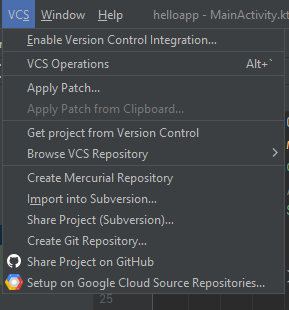 VCS Window Help helloapp - MainActivity.kt
Enable Version Control Integration...
VCS Operations Alt+`
Apply Patch...
Apply Patch from Clipboard...
Get project from Version Control
Browse VCS Repository
Create Mercurial Repository
Import into Subversion...
Share Project (Subversion)...
Create Git Repository...
Share Project on GitHub
Setup on Google Cloud Source Repositories...
25